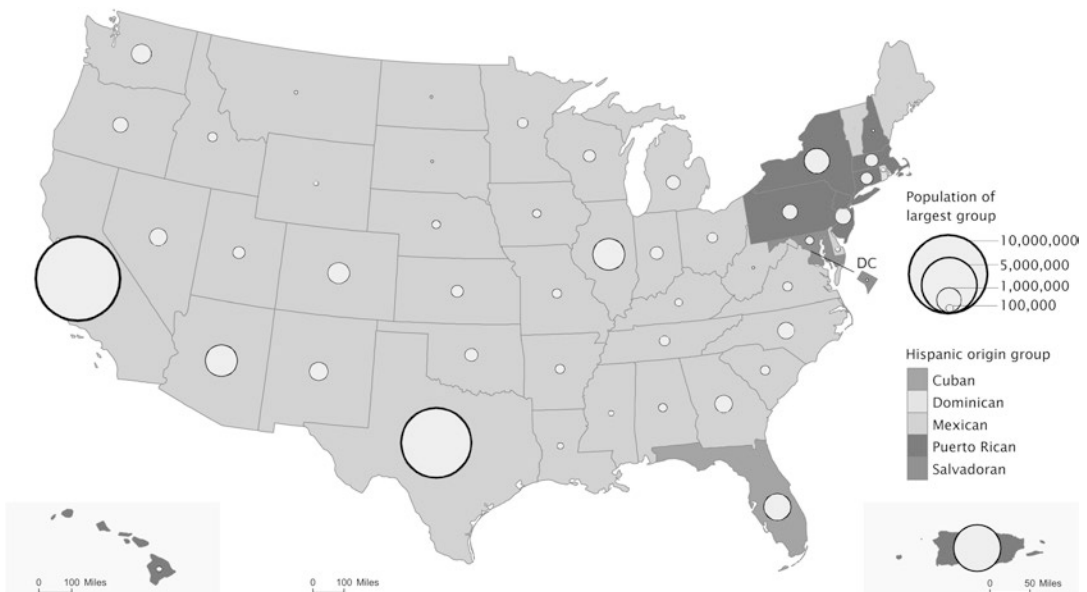 DC
Population of
largest group
10,000,000
5,000,000
1,000,000
100,000
Hispanic origin group
Cuban
Dominican
Mexican
Puerto Rican
Salvadoran
0 100 Miles
0 100 Miles
0 50 Miles